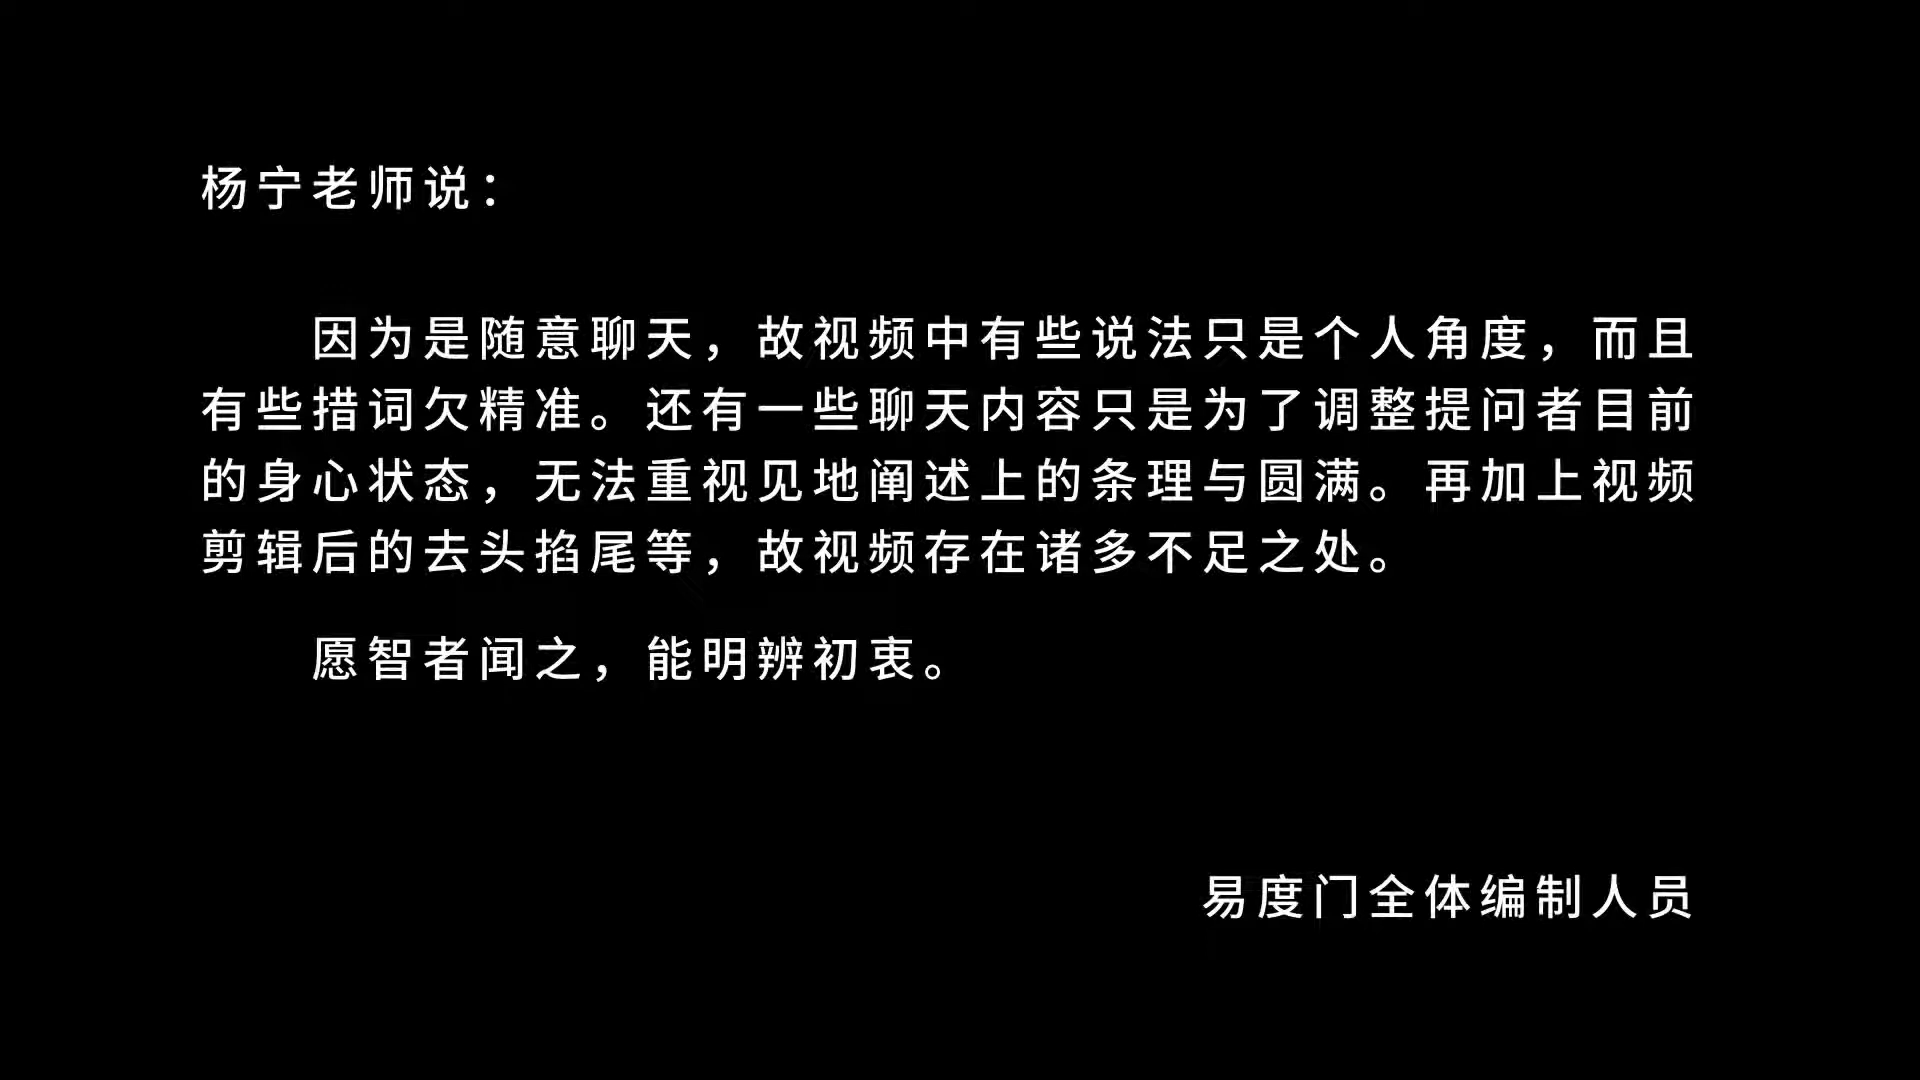 杨宁老师说：
因为是随意聊天，故视频中有些说法只是个人角度，而且
有些措词欠精准。还有一些聊天内容只是为了调整提问者目前
的身心状态，无法重视见地阐述上的条理与圆满。再加上视频
剪辑后的去头掐尾等，故视频存在诸多不足之处。
愿智者闻之，能明辨初衷。
易度门全体编制人员